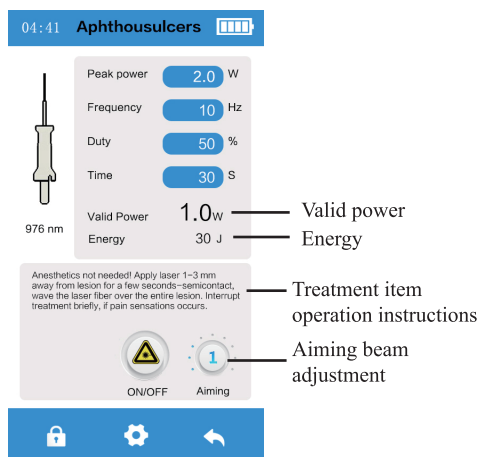 04:41 Aphthousulcers
Peak power 2.0 W
Frequency 10 Hz
Duty 50 %
Time 30 S
Valid Power 1.0w
Energy 30 J
976 nm
Valid power
Energy
Anesthetics not needed! Apply laser 1-3 mm
away from lesion for a few seconds-semicontact,
wave the laser fiber over the entire lesion. Interrupt
treatment briefly, if pain sensations occurs.
Treatment item
operation instructions
1
ON/OFF Aiming
Aiming beam
adjustment